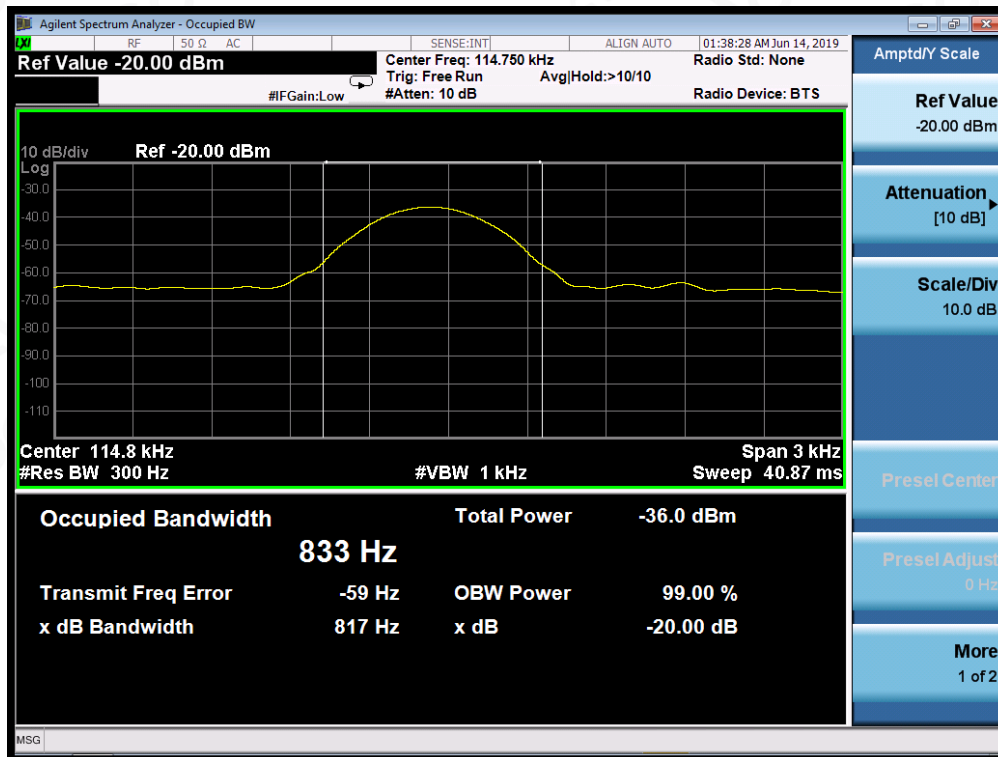 Agilent Spectrum Analyzer - Occupied BW
LXI RF 50 Ω AC SENSE:INT ALIGN AUTO 01:38:28 AM Jun 14, 2019
Ref Value -20.00 dBm
Center Freq: 114.750 kHz
Radio Std: None
Trig: Free Run
Avg|Hold:>10/10
#IFGain:Low
#Atten: 10 dB
Radio Device: BTS
10 dB/div
Ref -20.00 dBm
Log
-30.0
-40.0
-50.0
-60.0
-70.0
-80.0
-90.0
-100
-110
Center 114.8 kHz
Span 3 kHz
#Res BW 300 Hz
#VBW 1 kHz
Sweep 40.87 ms
Occupied Bandwidth
Total Power -36.0 dBm
833 Hz
Transmit Freq Error -59 Hz
OBW Power 99.00 %
x dB Bandwidth 817 Hz
x dB -20.00 dB
MSG
Amptd/Y Scale
Ref Value
-20.00 dBm
Attenuation
[10 dB]
Scale/Div
10.0 dB
Presel Center
Presel Adjust
0 Hz
More
1 of 2